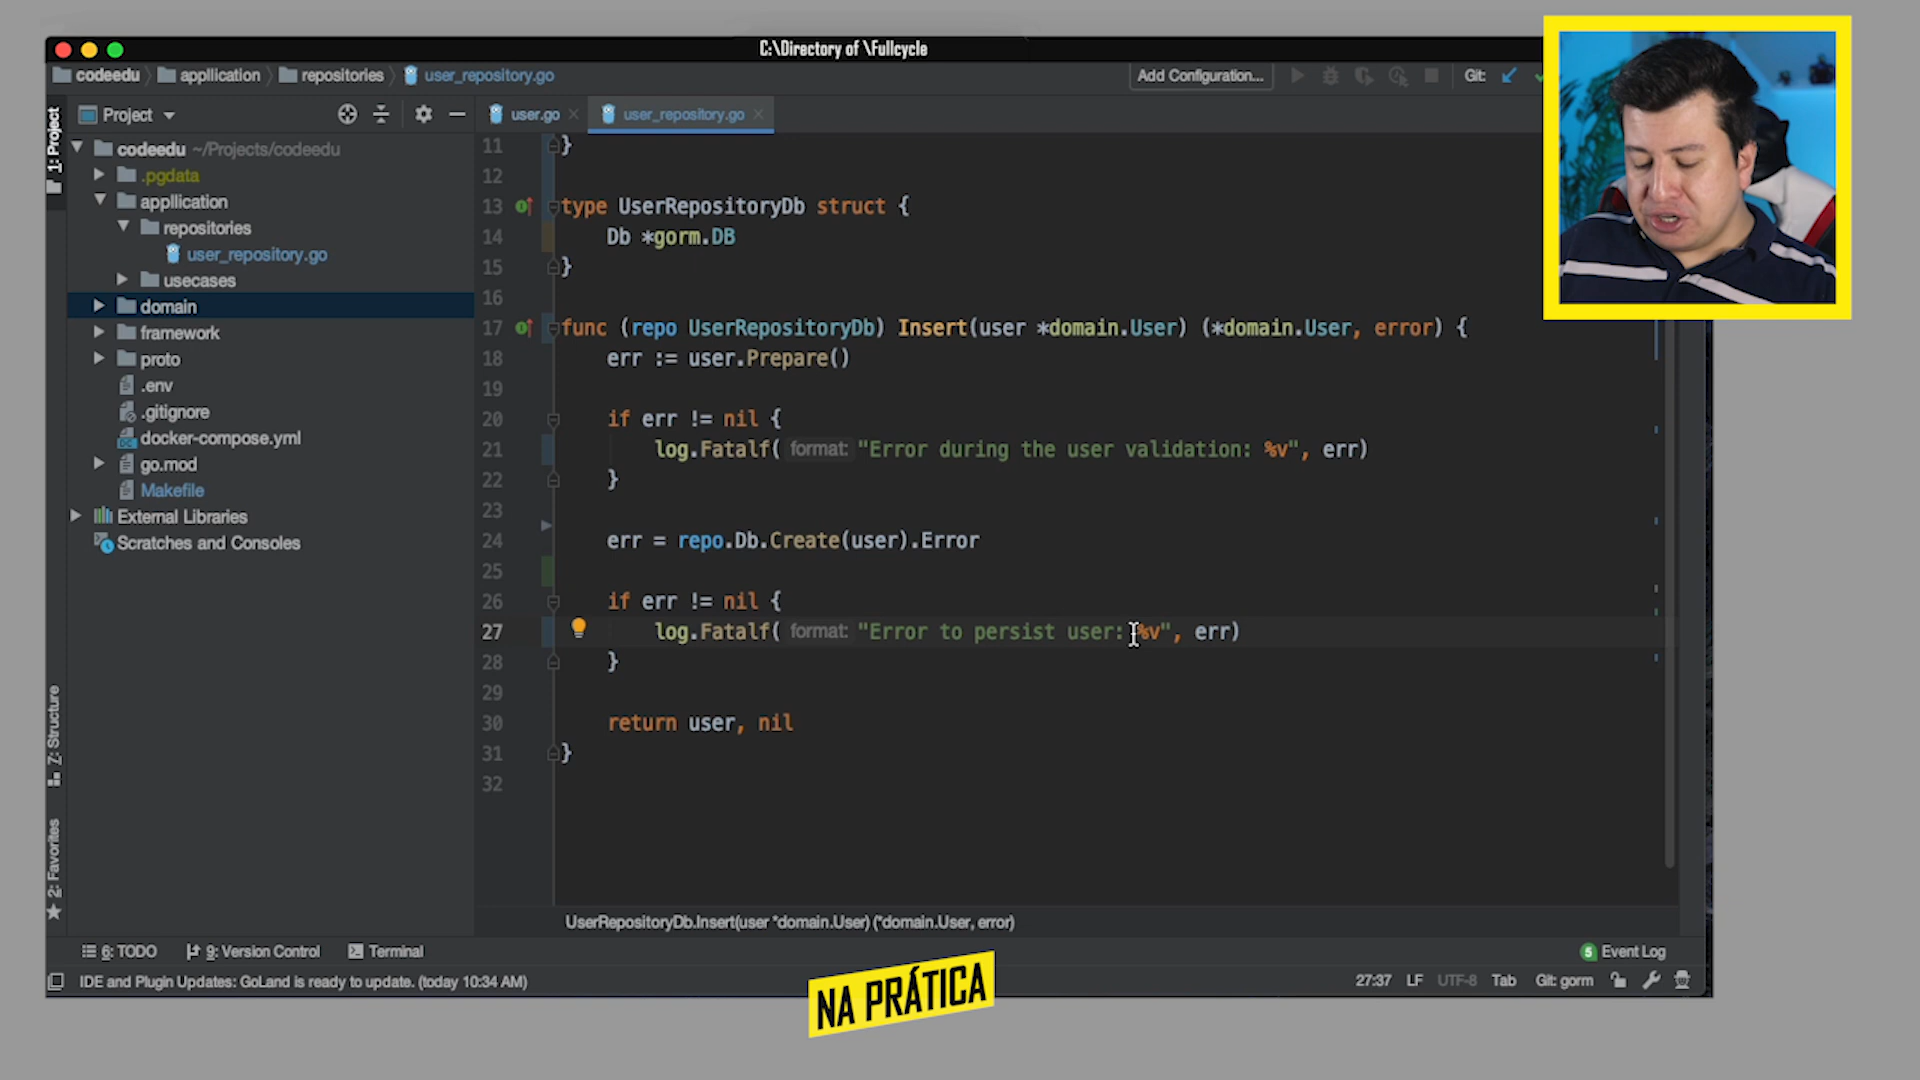 C:\Directory of \Fullcycle
codeedu appllication repositories user_repository.go
Add Configuration... Git:
Project
user.go
user_repository.go
1: Project
codeedu ~/Projects/codeedu
.pgdata
appllication
repositories
user_repository.go
usecases
domain
framework
proto
.env
.gitignore
docker-compose.yml
go.mod
Makefile
External Libraries
Scratches and Consoles
Z: Structure
2: Favorites
11 }
12
13 type UserRepositoryDb struct {
14 Db *gorm.DB
15 }
16
17 func (repo UserRepositoryDb) Insert(user *domain.User) (*domain.User, error) {
18 err := user.Prepare()
19
20 if err != nil {
21 log.Fatalf( format: "Error during the user validation: %v", err)
22 }
23
24 err = repo.Db.Create(user).Error
25
26 if err != nil {
27 log.Fatalf( format: "Error to persist user: %v", err)
28 }
29
30 return user, nil
31 }
32
UserRepositoryDb.Insert(user *domain.User) (*domain.User, error)
6: TODO 9: Version Control Terminal
5 Event Log
IDE and Plugin Updates: GoLand is ready to update. (today 10:34 AM)
27:37 LF UTF-8 Tab Git: gorm
NA PRÁTICA